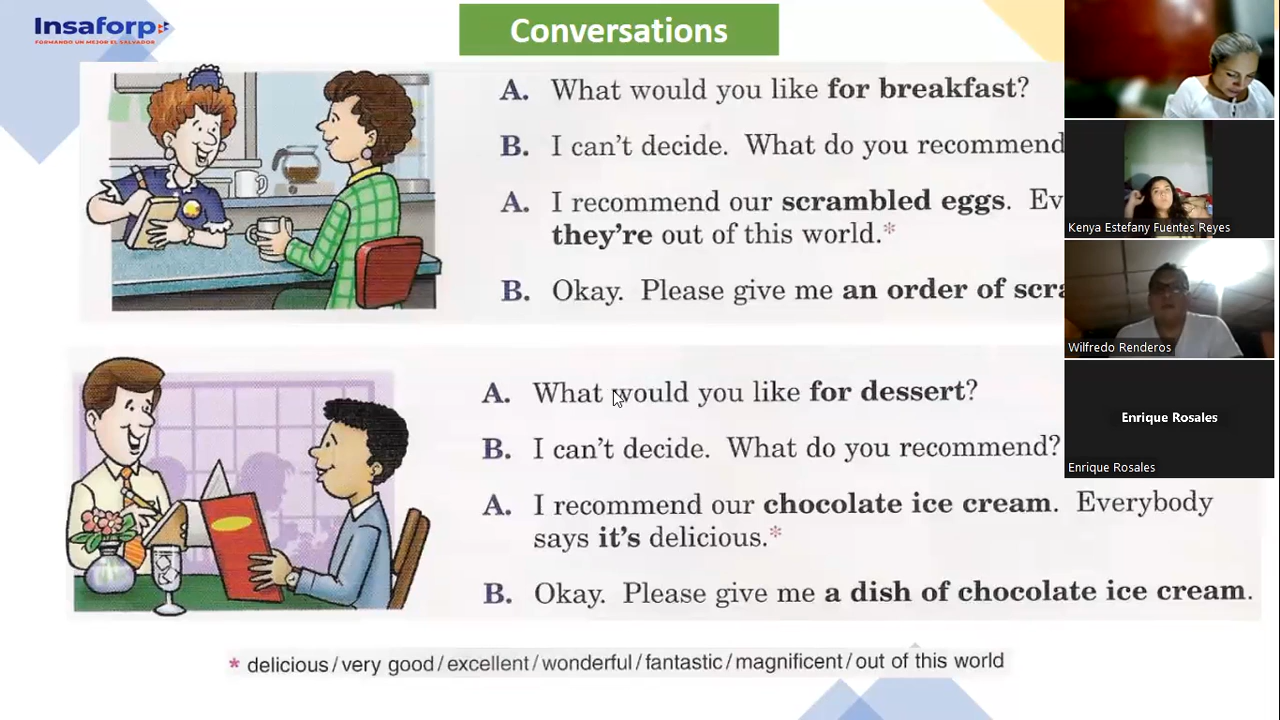 Insaforp
FORMANDO UN MEJOR EL SALVADOR
Conversations
A. What would you like for breakfast?
B. I can't decide. What do you recommend
A. I recommend our scrambled eggs. Ev
they're out of this world.*
B. Okay. Please give me an order of scra
A. What would you like for dessert?
B. I can't decide. What do you recommend?
A. I recommend our chocolate ice cream. Everybody
says it's delicious.*
B. Okay. Please give me a dish of chocolate ice cream.
* delicious/very good/excellent/wonderful/fantastic/magnificent/out of this world
Kenya Estefany Fuentes Reyes
Wilfredo Renderos
Enrique Rosales
Enrique Rosales